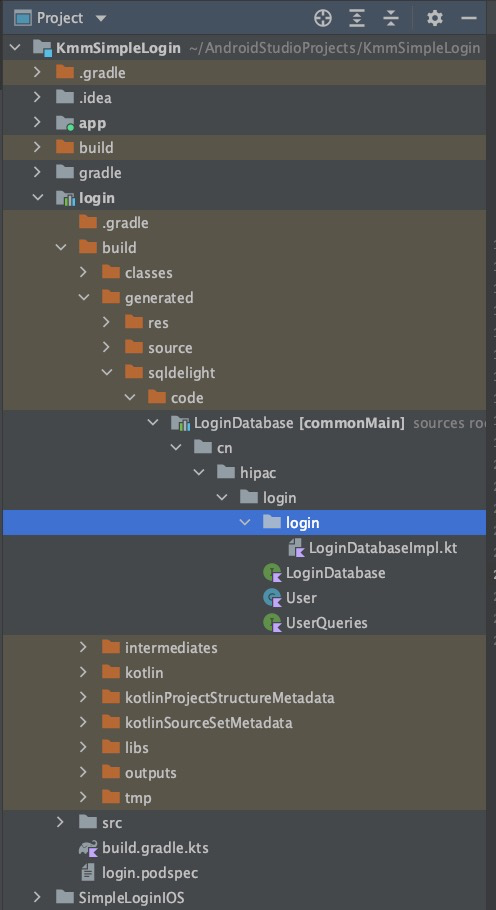 Project
KmmSimpleLogin ~/AndroidStudioProjects/KmmSimpleLogin
.gradle
.idea
app
build
gradle
login
.gradle
build
classes
generated
res
source
sqldelight
code
LoginDatabase [commonMain] sources roo
cn
hipac
login
login
LoginDatabaseImpl.kt
LoginDatabase
User
UserQueries
intermediates
kotlin
kotlinProjectStructureMetadata
kotlinSourceSetMetadata
libs
outputs
tmp
src
build.gradle.kts
login.podspec
SimpleLoginIOS